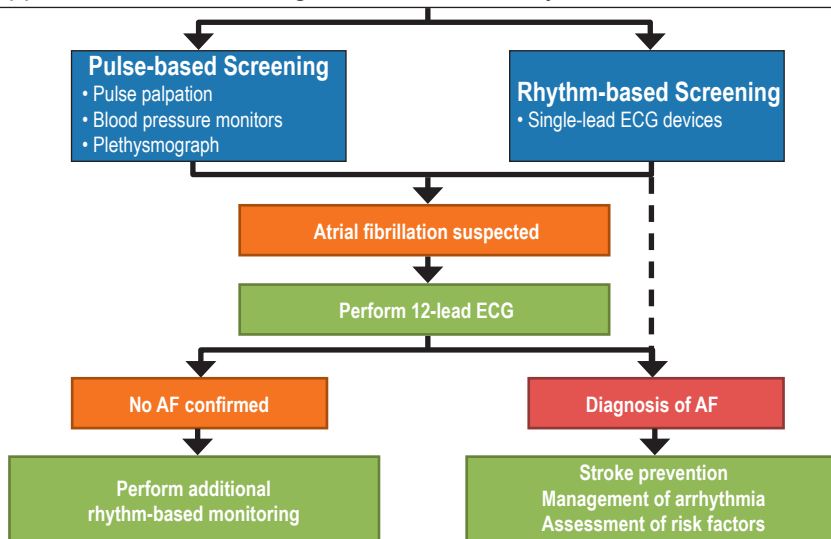 Pulse-based Screening
• Pulse palpation
• Blood pressure monitors
• Plethysmograph
Rhythm-based Screening
• Single-lead ECG devices
Atrial fibrillation suspected
Perform 12-lead ECG
No AF confirmed
Diagnosis of AF
Perform additional
rhythm-based monitoring
Stroke prevention
Management of arrhythmia
Assessment of risk factors